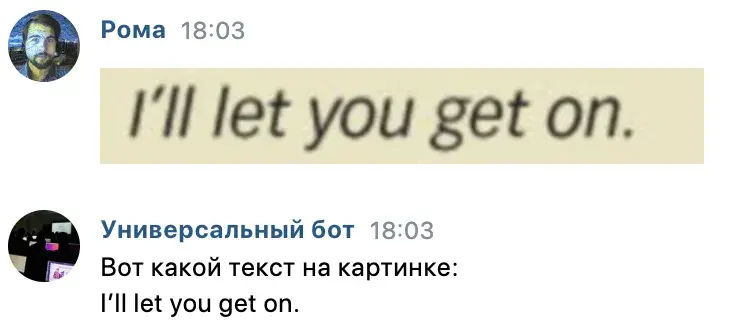 Рома 18:03
I'll let you get on.
Универсальный бот 18:03
Вот какой текст на картинке:
I'll let you get on.